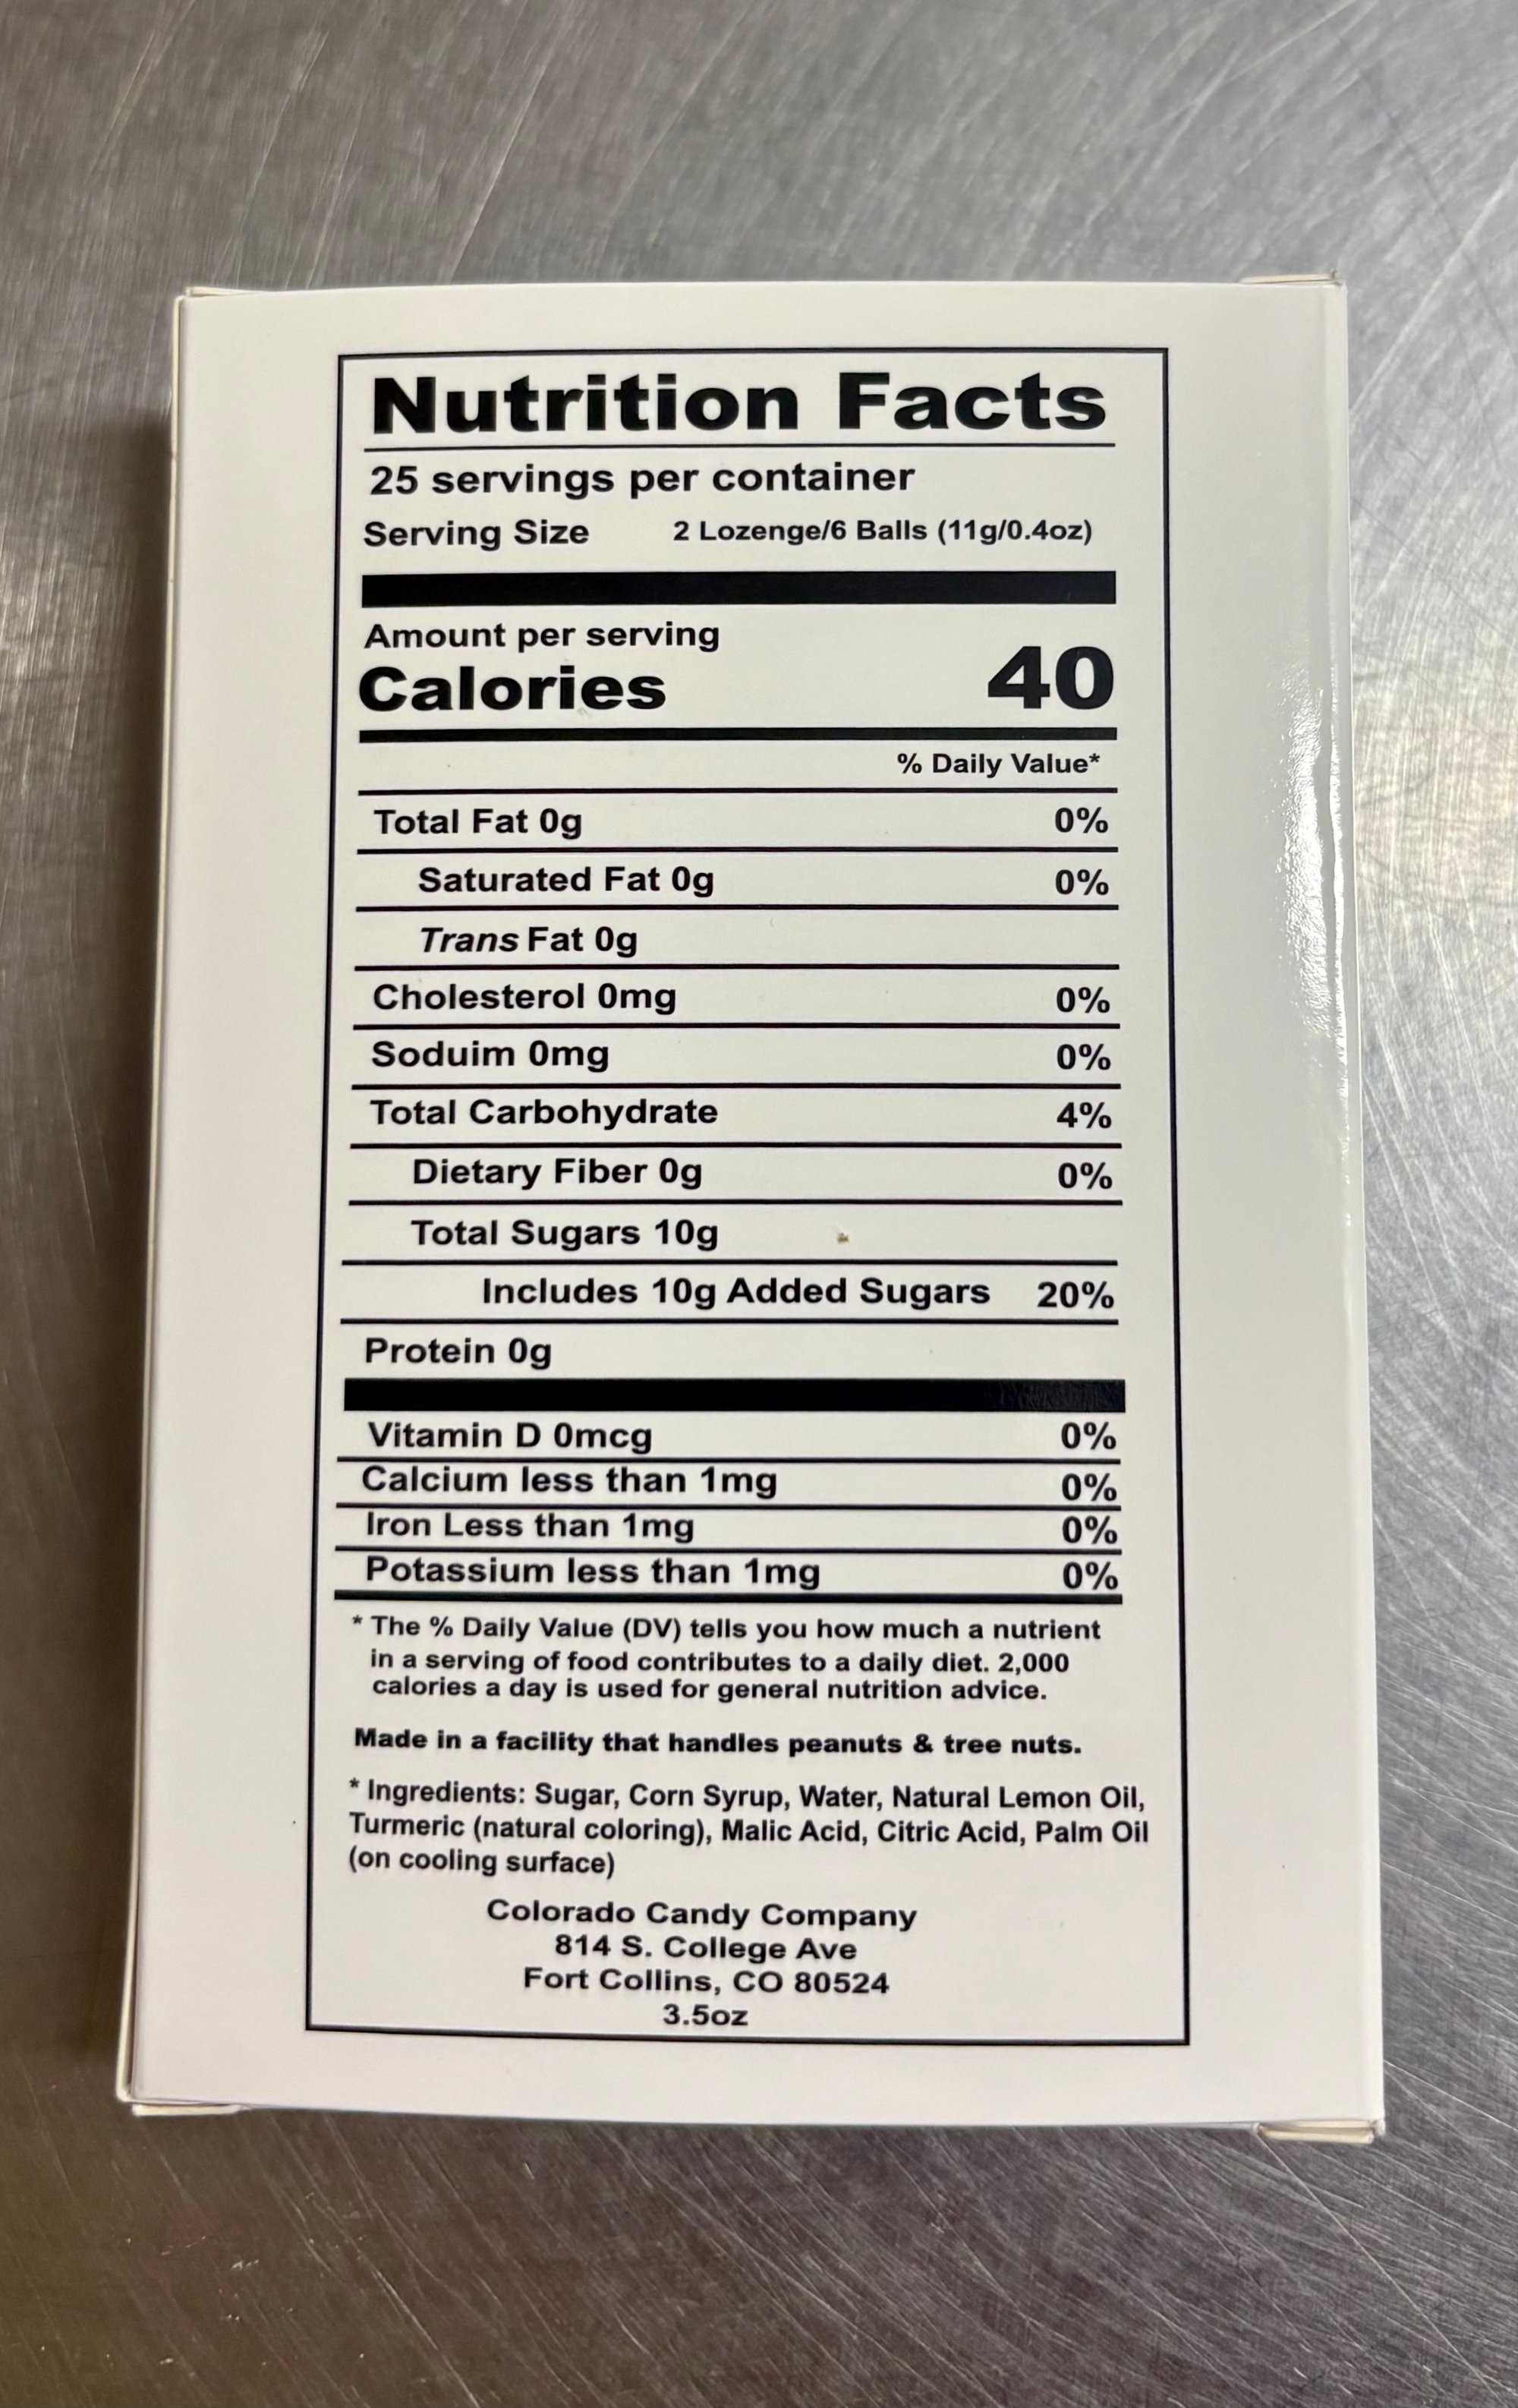 Nutrition Facts
25 servings per container
Serving Size 2 Lozenge/6 Balls (11g/0.4oz)
Amount per serving
Calories 40
% Daily Value*
Total Fat 0g 0%
Saturated Fat 0g 0%
Trans Fat 0g
Cholesterol 0mg 0%
Soduim 0mg 0%
Total Carbohydrate 4%
Dietary Fiber 0g 0%
Total Sugars 10g
Includes 10g Added Sugars 20%
Protein 0g
Vitamin D 0mcg 0%
Calcium less than 1mg 0%
Iron Less than 1mg 0%
Potassium less than 1mg 0%
* The % Daily Value (DV) tells you how much a nutrient
in a serving of food contributes to a daily diet. 2,000
calories a day is used for general nutrition advice.
Made in a facility that handles peanuts & tree nuts.
* Ingredients: Sugar, Corn Syrup, Water, Natural Lemon Oil,
Turmeric (natural coloring), Malic Acid, Citric Acid, Palm Oil
(on cooling surface)
Colorado Candy Company
814 S. College Ave
Fort Collins, CO 80524
3.5oz